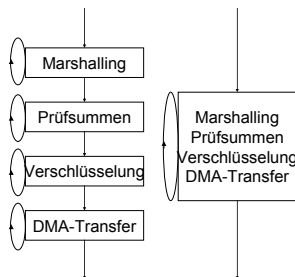 Marshalling
Prüfsummen
Verschlüsselung
DMA-Transfer
Marshalling
Prüfsummen
Verschlüsselung
DMA-Transfer